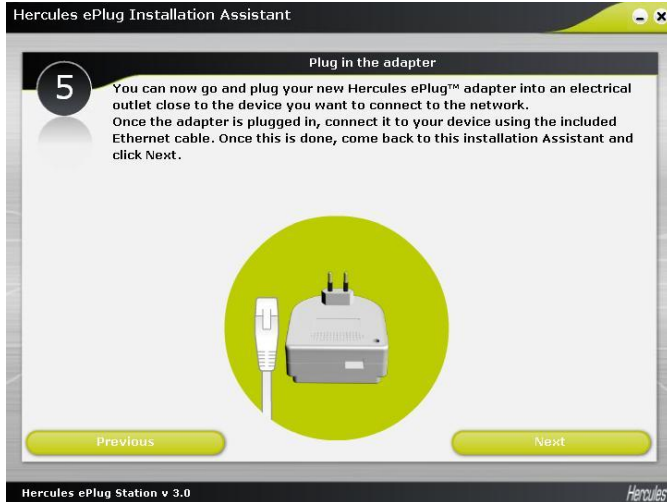 Hercules ePlug Installation Assistant
Plug in the adapter
5
You can now go and plug your new Hercules ePlug™ adapter into an electrical
outlet close to the device you want to connect to the network.
Once the adapter is plugged in, connect it to your device using the included
Ethernet cable. Once this is done, come back to this installation Assistant and
click Next.
Previous
Next
Hercules ePlug Station v 3.0
Hercules